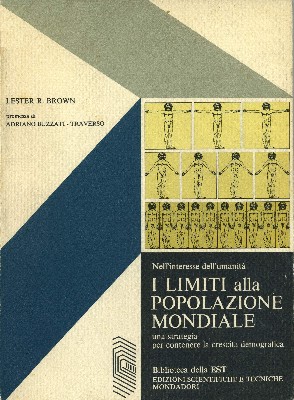 LESTER R. BROWN
premessa di
ADRIANO BUZZATI-TRAVERSO
Nell'interesse dell'umanità
I LIMITI alla
POPOLAZIONE
MONDIALE
una strategia
per contenere la crescita demografica
Biblioteca della EST
EDIZIONI SCIENTIFICHE E TECNICHE
MONDADORI